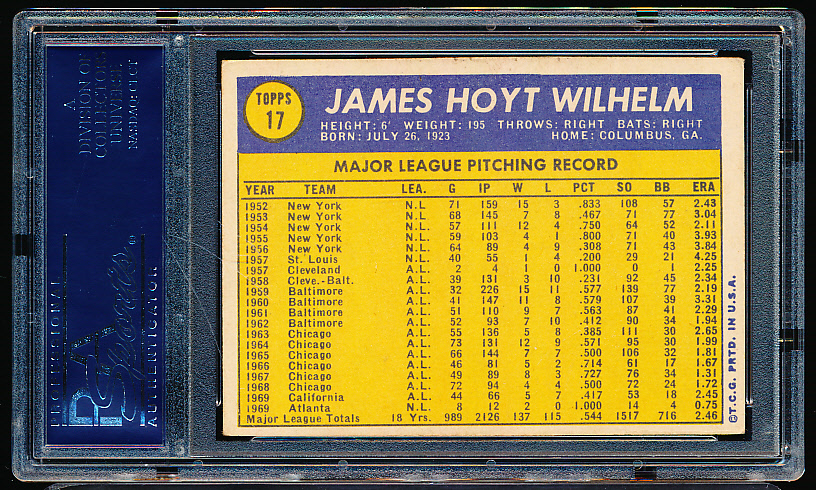 TOPPS
17
JAMES HOYT WILHELM
HEIGHT: 6' WEIGHT: 195 THROWS: RIGHT BATS: RIGHT
BORN: JULY 26, 1923 HOME: COLUMBUS, GA.
MAJOR LEAGUE PITCHING RECORD
YEAR TEAM LEA. G IP W L PCT SO BB ERA
1952 New York N.L. 71 159 15 3 .833 108 57 2.43
1953 New York N.L. 68 145 7 8 .467 71 77 3.04
1954 New York N.L. 57 111 12 4 .750 64 52 2.11
1955 New York N.L. 59 103 4 1 .800 71 40 3.93
1956 New York N.L. 64 89 4 9 .308 71 43 3.84
1957 St. Louis N.L. 40 55 1 4 .200 29 21 4.25
1957 Cleveland A.L. 2 4 1 0 1.000 0 1 2.25
1958 Cleve.-Balt. A.L. 39 131 3 10 .231 92 45 2.34
1959 Baltimore A.L. 32 226 15 11 .577 139 77 2.19
1960 Baltimore A.L. 41 147 11 8 .579 107 39 3.31
1961 Baltimore A.L. 51 110 9 7 .563 87 41 2.29
1962 Baltimore A.L. 52 93 7 10 .412 90 34 1.94
1963 Chicago A.L. 55 136 5 8 .385 111 30 2.65
1964 Chicago A.L. 73 131 12 9 .571 95 30 1.99
1965 Chicago A.L. 66 144 7 7 .500 106 32 1.81
1966 Chicago A.L. 46 81 5 2 .714 61 17 1.67
1967 Chicago A.L. 49 89 8 3 .727 76 34 1.31
1968 Chicago A.L. 72 94 4 4 .500 72 24 1.72
1969 California A.L. 44 66 5 7 .417 53 18 2.45
1969 Atlanta N.L. 8 12 2 0 1.000 14 4 0.75
Major League Totals 18 Yrs. 989 2126 137 115 .544 1517 716 2.46
©T.C.G. PRTD. IN U.S.A.
A
DIVISION OF
COLLECTORS
PSA
Sports®
PROFESSIONAL
AUTHENTICATOR